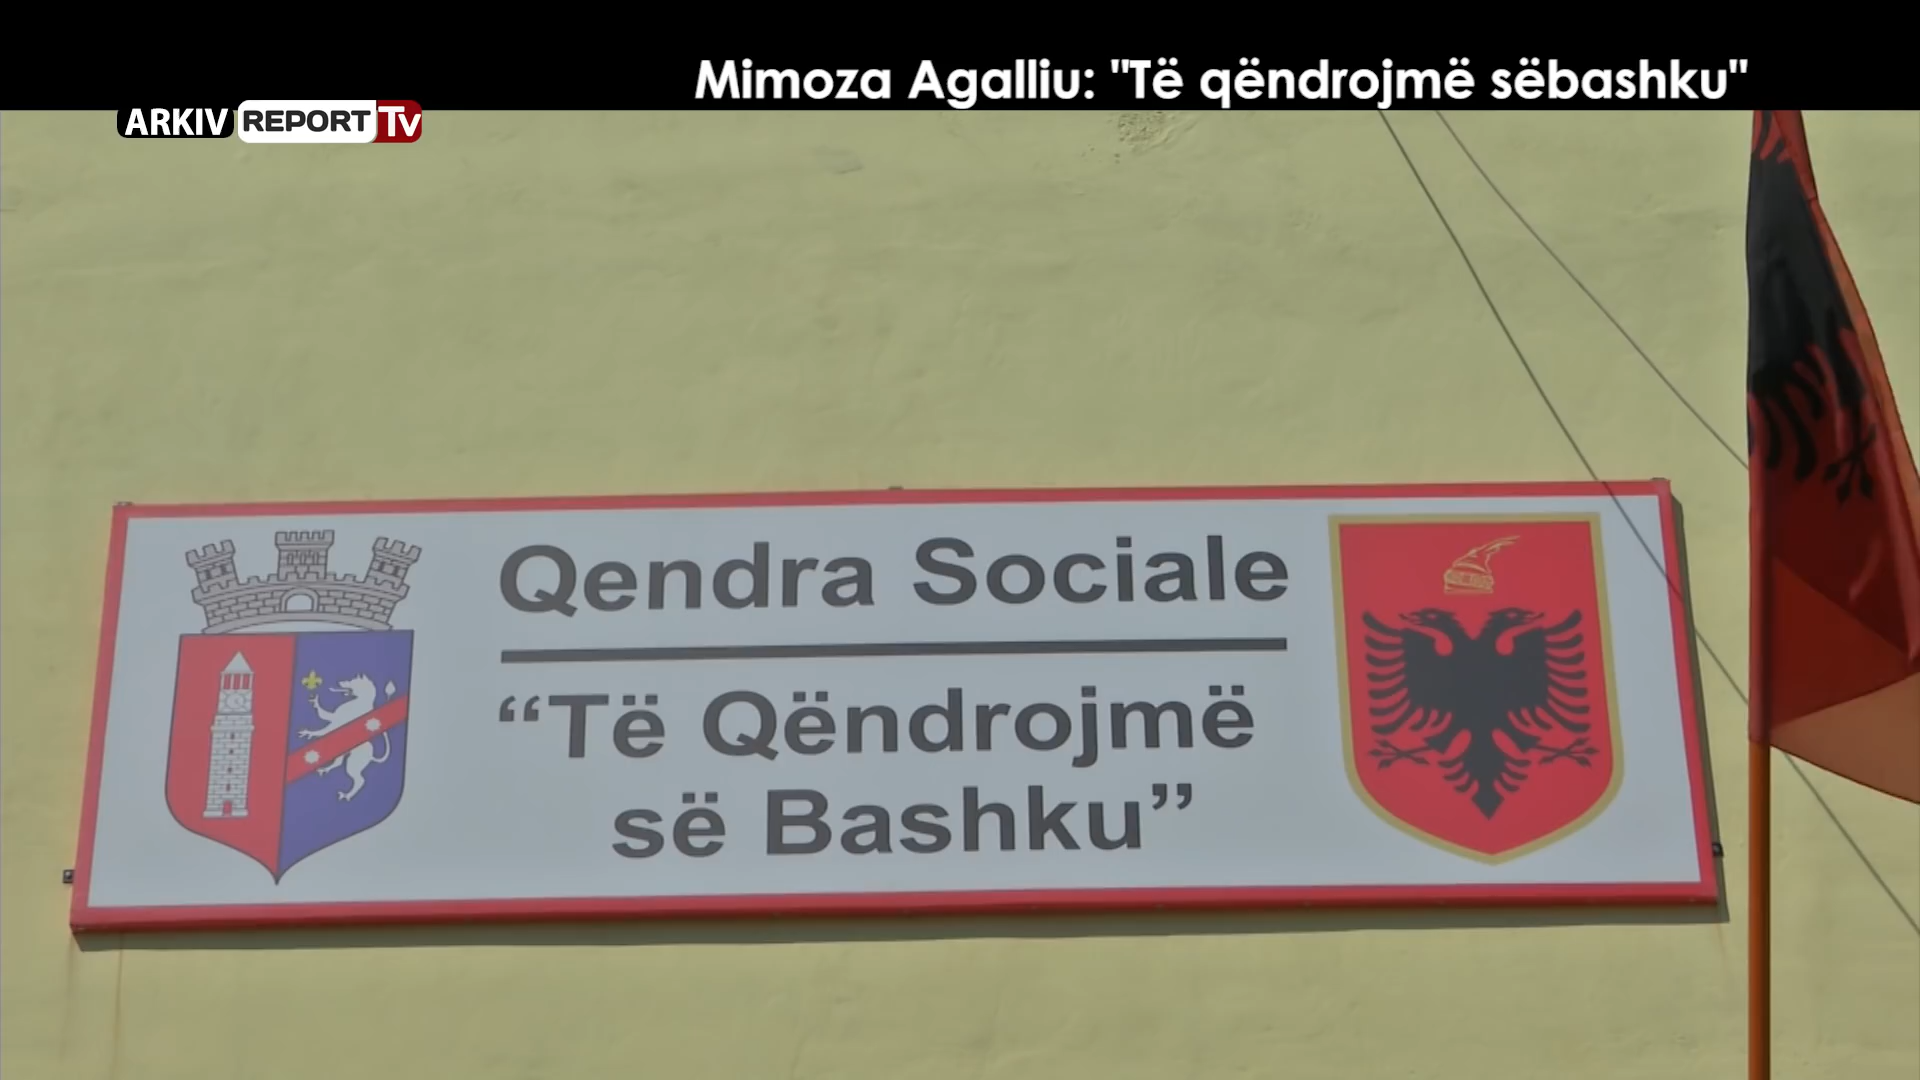 Mimoza Agalliu: "Të qëndrojmë sëbashku"
ARKIV REPORT Tv
Qendra Sociale
“Të Qëndrojmë
së Bashku”